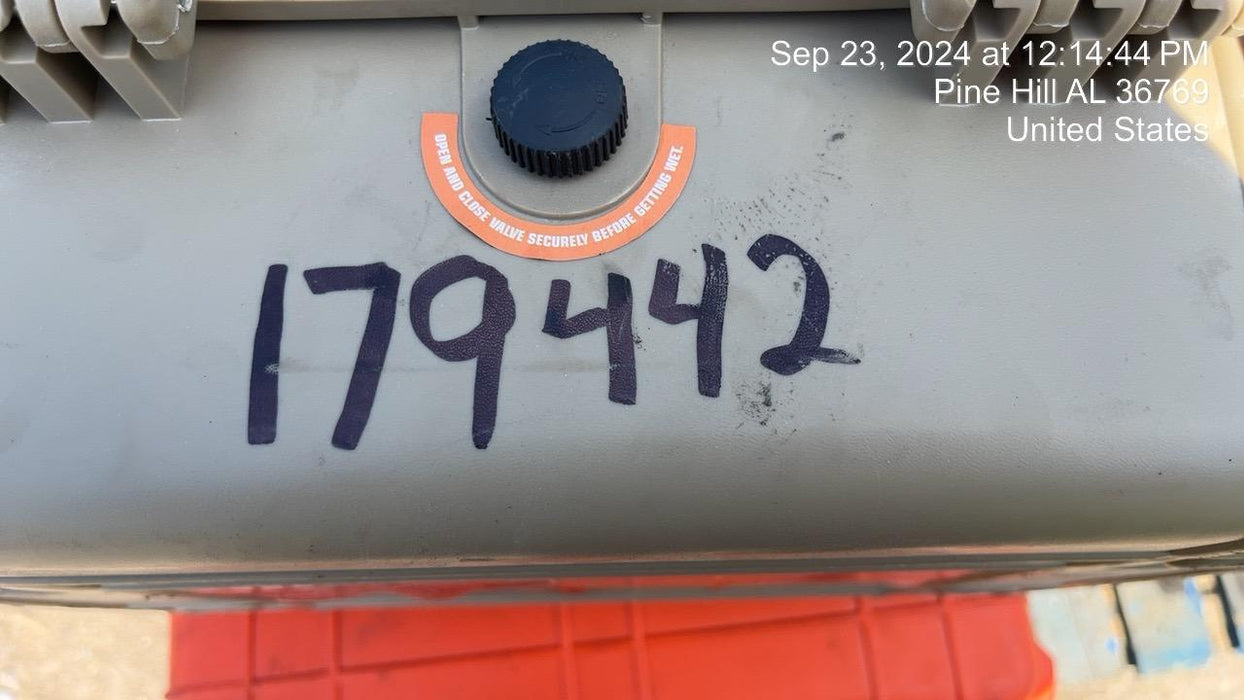 Sep 23, 2024 at 12:14:44 PM
Pine Hill AL 36769
United States
OPEN AND CLOSE VALVE SECURELY BEFORE GETTING WET.
179442